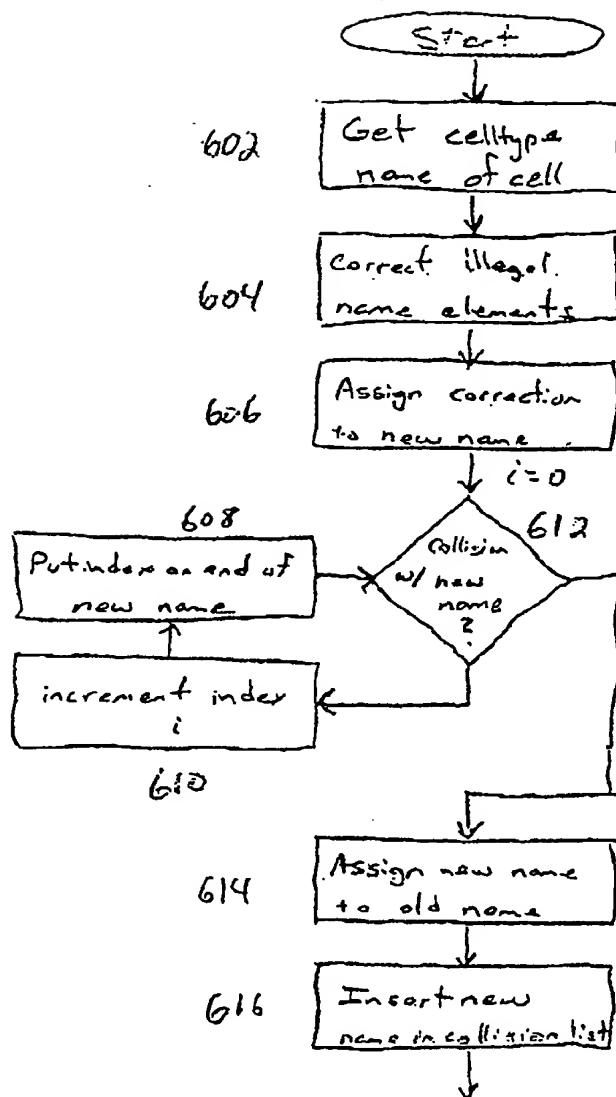 Start
602
Get celltype
name of cell
604
Correct illegal
name elements
606
Assign correction
to new name
i=0
608
612
Put index on end of
new name
Collision
w/ new
name
?
increment index
i
610
614
Assign new name
to old name
616
Insert new
name in collision list